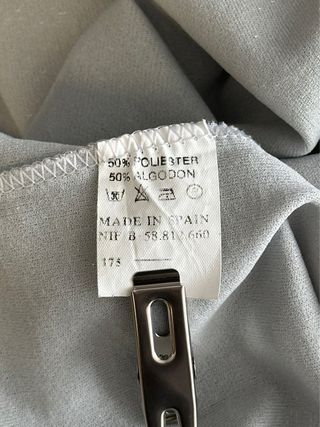 50% POLIESTER
50% ALGODON
MADE IN SPAIN
NIF B 58.812.660
175